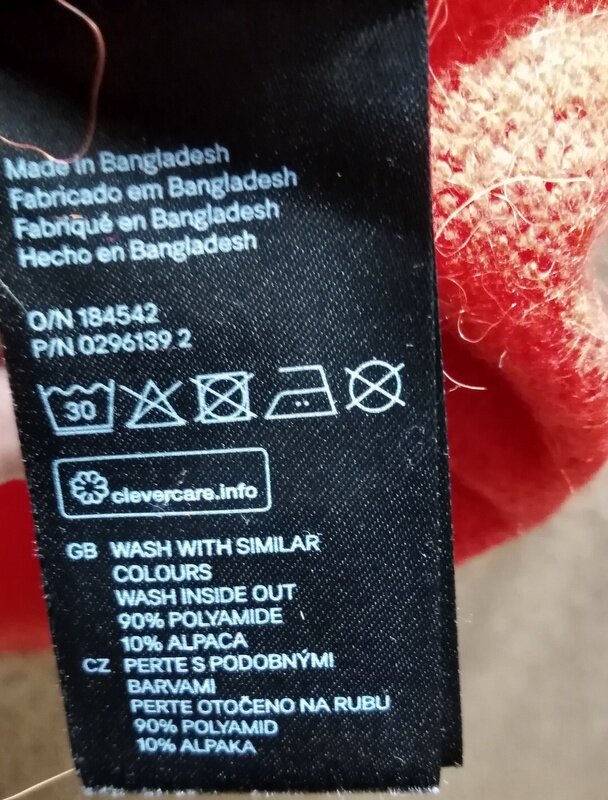 Made in Bangladesh
Fabricado em Bangladesh
Fabriqué en Bangladesh
Hecho en Bangladesh
O/N 184542
P/N 0296139 2
30
clevercare.info
GB WASH WITH SIMILAR
COLOURS
WASH INSIDE OUT
90% POLYAMIDE
10% ALPACA
CZ PERTE S PODOBNÝMI
BARVAMI
PERTE OTOČENO NA RUBU
90% POLYAMID
10% ALPAKA